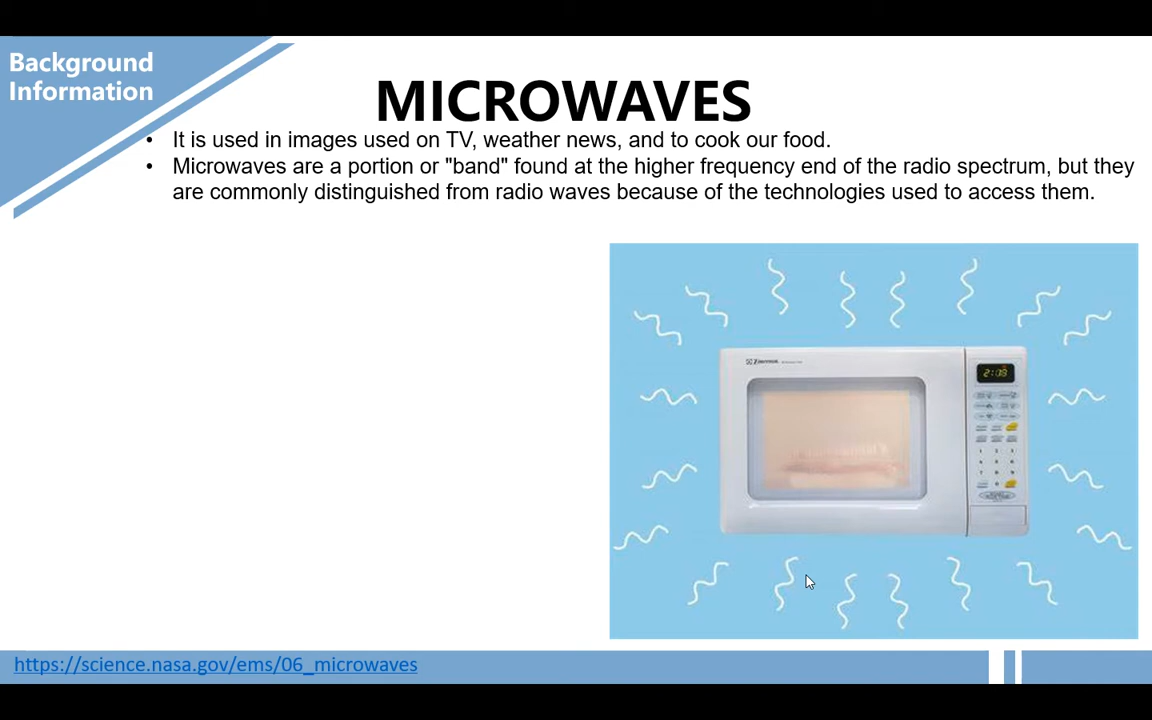 Background
Information
MICROWAVES
• It is used in images used on TV, weather news, and to cook our food.
• Microwaves are a portion or "band" found at the higher frequency end of the radio spectrum, but they
are commonly distinguished from radio waves because of the technologies used to access them.
https://science.nasa.gov/ems/06_microwaves